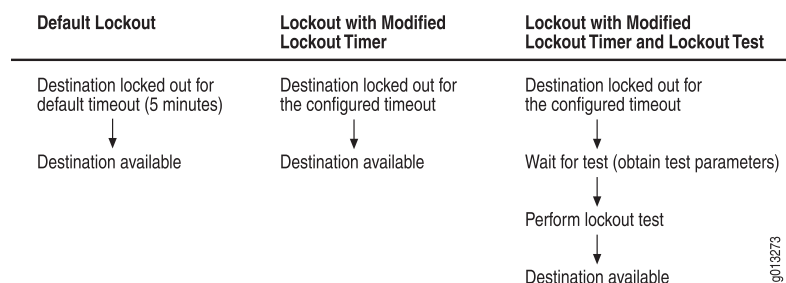 Default Lockout
Lockout with Modified
Lockout Timer
Lockout with Modified
Lockout Timer and Lockout Test
Destination locked out for
default timeout (5 minutes)
Destination available
Destination locked out for
the configured timeout
Destination available
Destination locked out for
the configured timeout
Wait for test (obtain test parameters)
Perform lockout test
Destination available
g013273